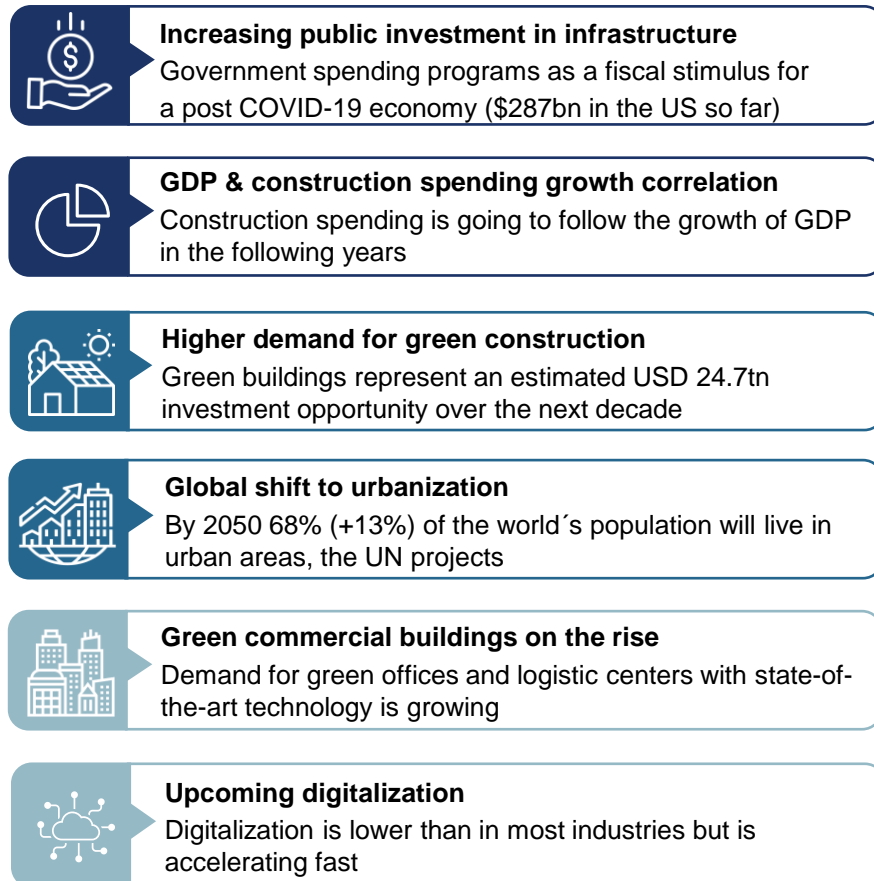 Increasing public investment in infrastructure
Government spending programs as a fiscal stimulus for
a post COVID-19 economy ($287bn in the US so far)
GDP & construction spending growth correlation
Construction spending is going to follow the growth of GDP
in the following years
Higher demand for green construction
Green buildings represent an estimated USD 24.7tn
investment opportunity over the next decade
Global shift to urbanization
By 2050 68% (+13%) of the world´s population will live in
urban areas, the UN projects
Green commercial buildings on the rise
Demand for green offices and logistic centers with state-of-
the-art technology is growing
Upcoming digitalization
Digitalization is lower than in most industries but is
accelerating fast